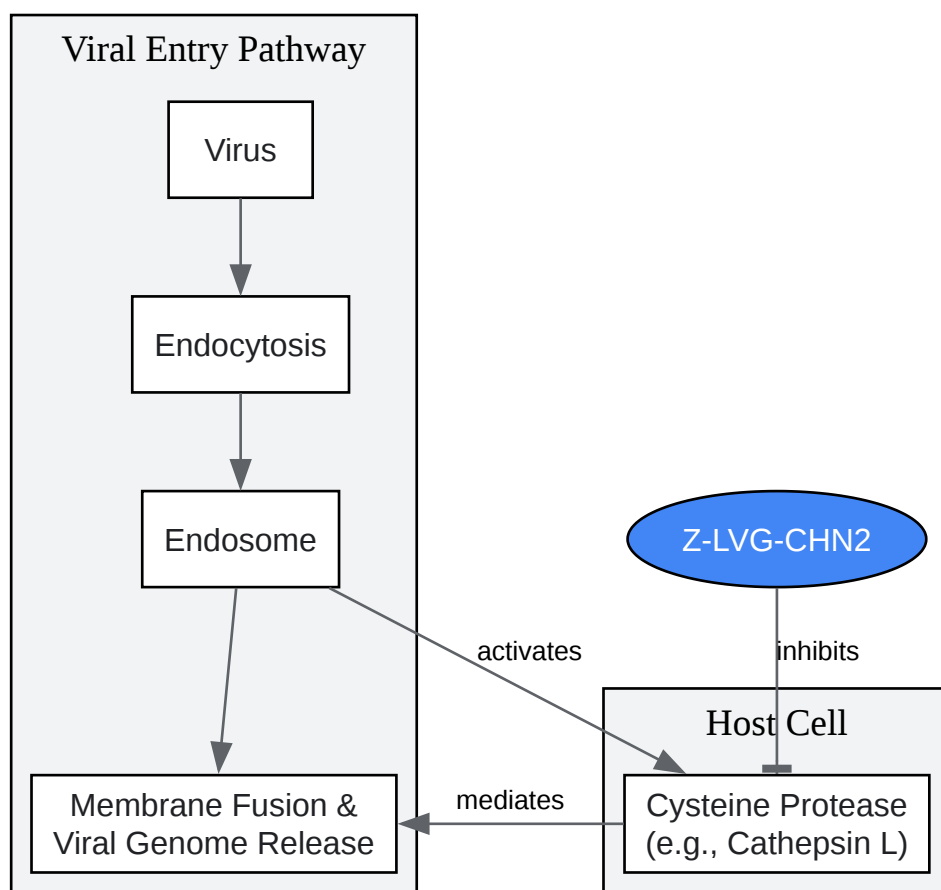 Viral Entry Pathway
Virus
Endocytosis
Endosome
Z-LVG-CHN2
activates
inhibits
Host Cell
Membrane Fusion &
Viral Genome Release
mediates
Cysteine Protease
(e.g., Cathepsin L)